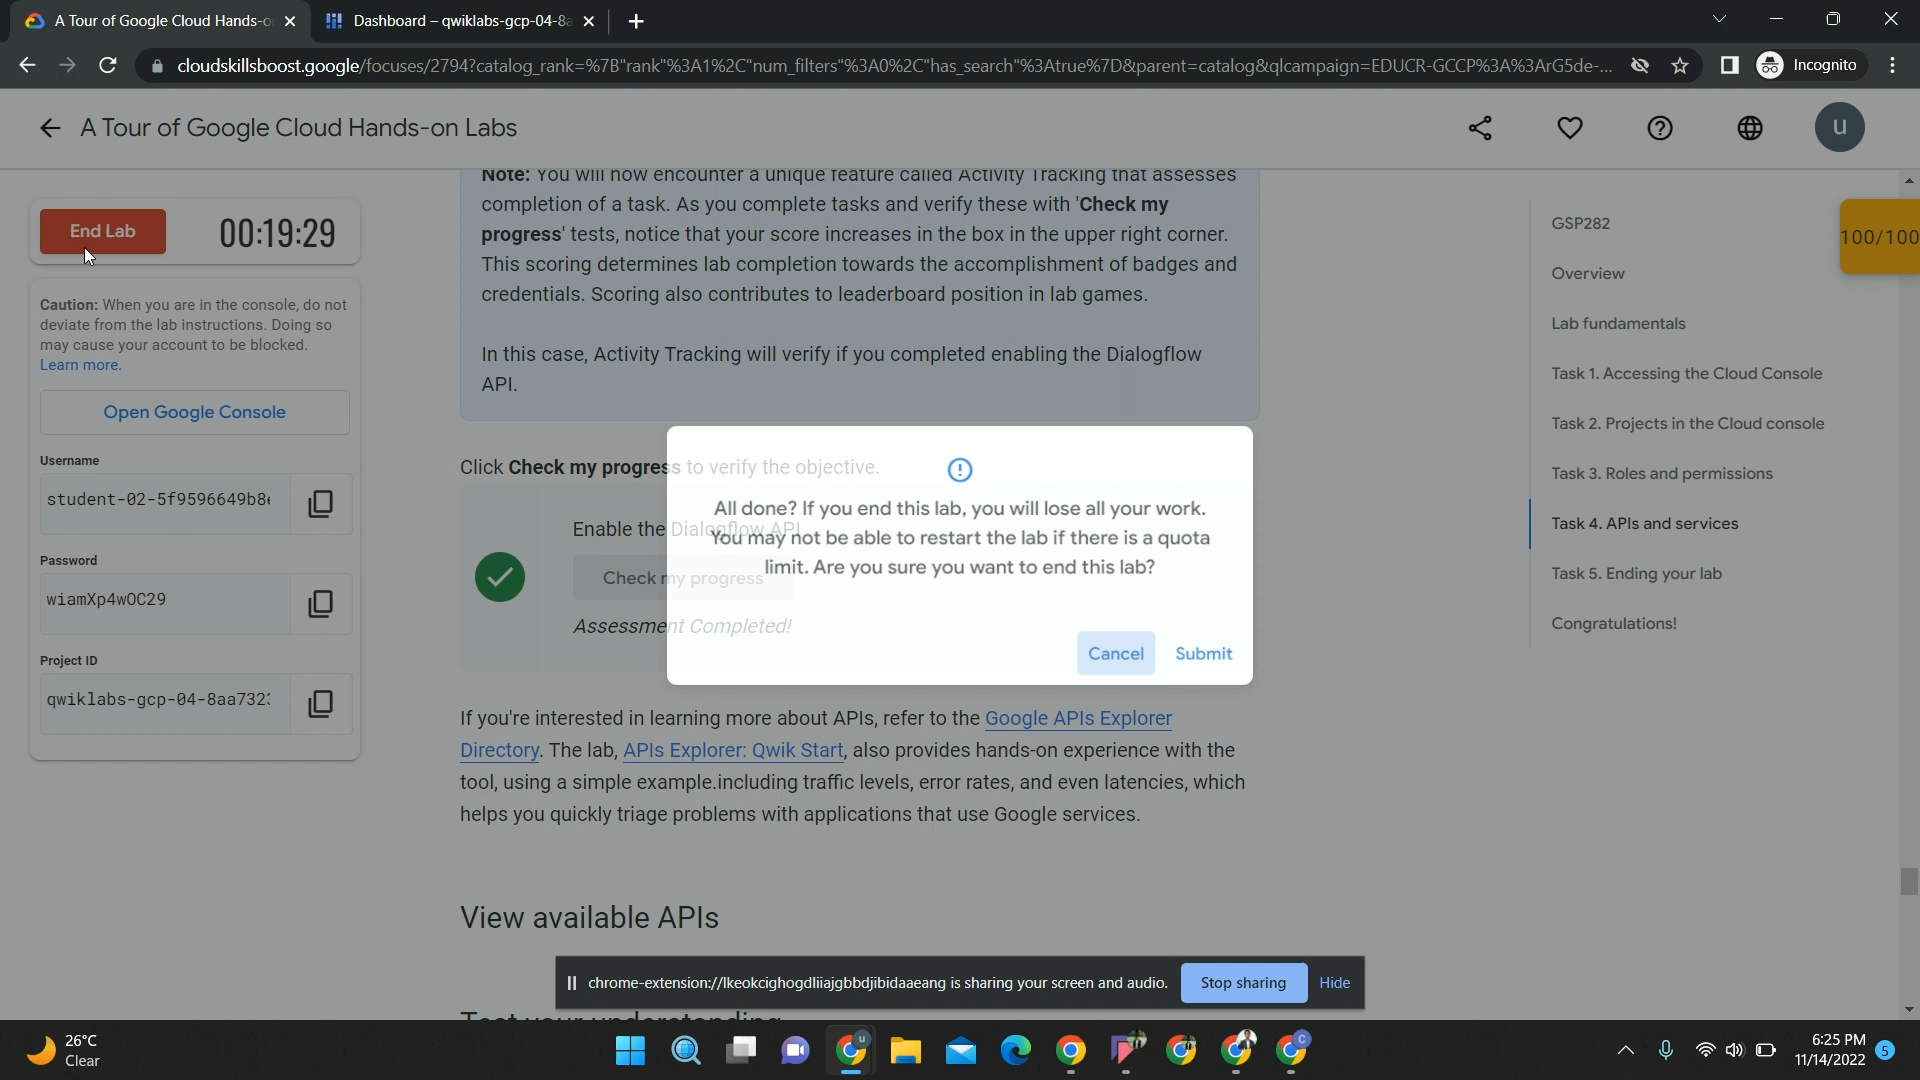 A Tour of Google Cloud Hands-o
Dashboard – qwiklabs-gcp-04-8a
cloudskillsboost.google/focuses/2794?catalog_rank=%7B"rank"%3A1%2C"num_filters"%3A0%2C"has_search"%3Atrue%7D&parent=catalog&qlcampaign=EDUCR-GCCP%3A%3ArG5de-...
Incognito
A Tour of Google Cloud Hands-on Labs
u
End Lab
00:19:29
Caution: When you are in the console, do not
deviate from the lab instructions. Doing so
may cause your account to be blocked.
Learn more.
Open Google Console
Username
student-02-5f9596649b8
Password
wiamXp4wOC29
Project ID
qwiklabs-gcp-04-8aa732
Note: You will now encounter a unique feature called Activity Tracking that assesses
completion of a task. As you complete tasks and verify these with 'Check my
progress' tests, notice that your score increases in the box in the upper right corner.
This scoring determines lab completion towards the accomplishment of badges and
credentials. Scoring also contributes to leaderboard position in lab games.
In this case, Activity Tracking will verify if you completed enabling the Dialogflow
API.
Click Check my progress to verify the objective.
Enable the Dialogflow API
Check my progress
Assessment Completed!
All done? If you end this lab, you will lose all your work.
You may not be able to restart the lab if there is a quota
limit. Are you sure you want to end this lab?
Cancel
Submit
If you're interested in learning more about APIs, refer to the Google APIs Explorer
Directory. The lab, APIs Explorer: Qwik Start, also provides hands-on experience with the
tool, using a simple example.including traffic levels, error rates, and even latencies, which
helps you quickly triage problems with applications that use Google services.
View available APIs
Test your understanding
GSP282
Overview
Lab fundamentals
Task 1. Accessing the Cloud Console
Task 2. Projects in the Cloud console
Task 3. Roles and permissions
Task 4. APIs and services
Task 5. Ending your lab
Congratulations!
100/100
chrome-extension://lkeokcighogdliiajgbbdjibidaaeang is sharing your screen and audio.
Stop sharing
Hide
26°C
Clear
6:25 PM
11/14/2022
5